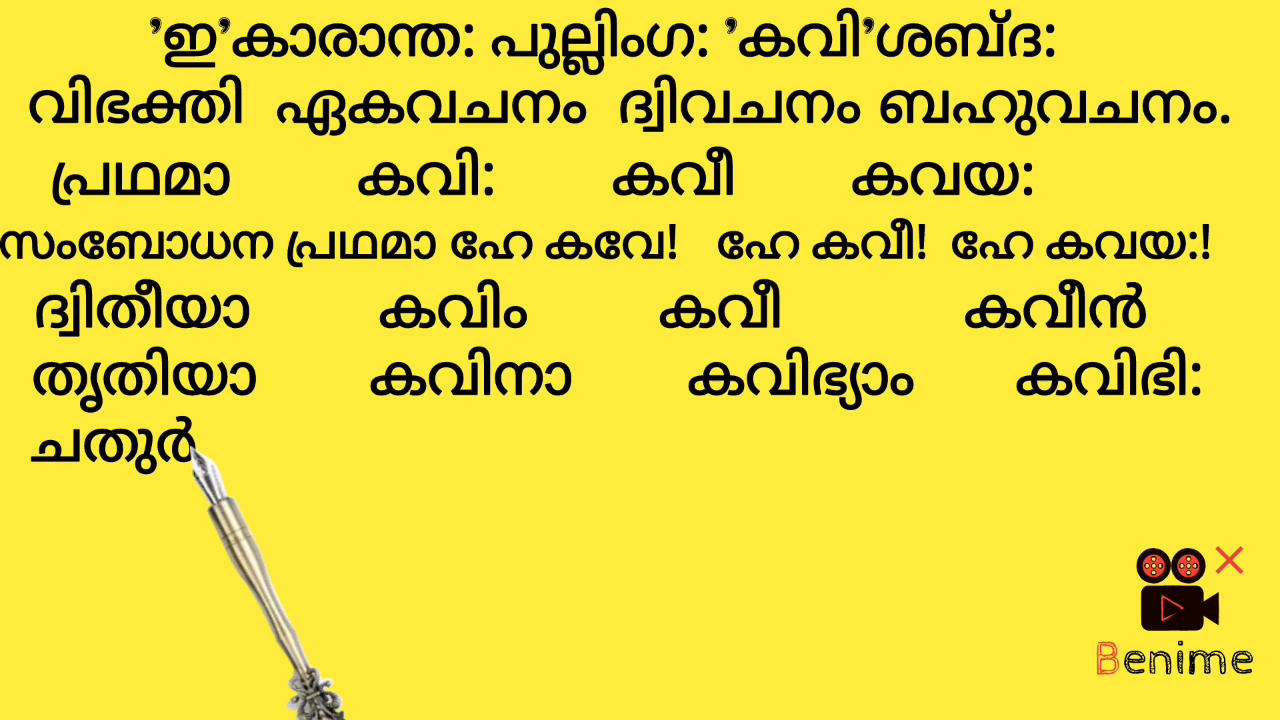 ’ഇ’കാരാന്ത: പുല്ലിംഗ: ’കവി’ശബ്ദ:
വിഭക്തി ഏകവചനം ദ്വിവചനം ബഹുവചനം.
പ്രഥമാ കവി: കവീ കവയ:
സംബോധന പ്രഥമാ ഹേ കവേ! ഹേ കവീ! ഹേ കവയ:!
ദ്വിതീയാ കവിം കവീ കവീൻ
തൃതിയാ കവിനാ കവിഭ്യാം കവിഭി:
ചതുർ
Benime